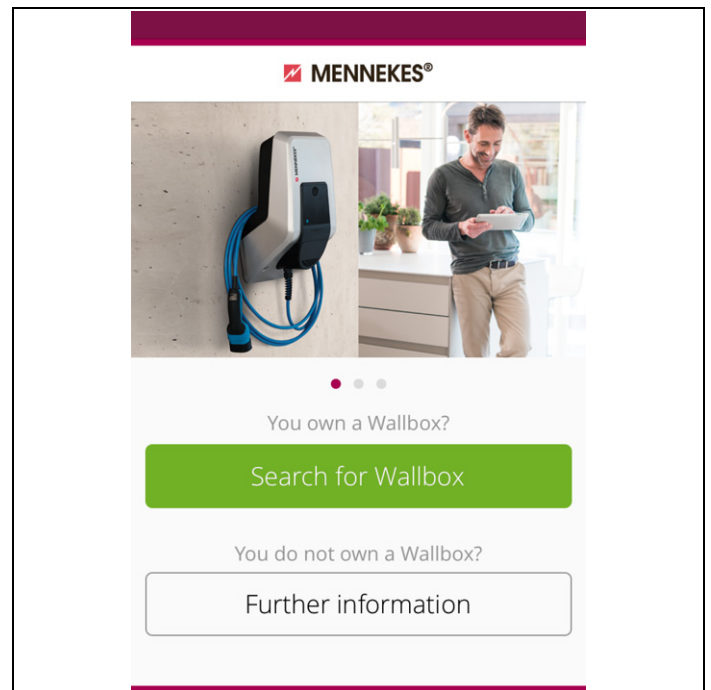 MENNEKES®
You own a Wallbox?
Search for Wallbox
You do not own a Wallbox?
Further information